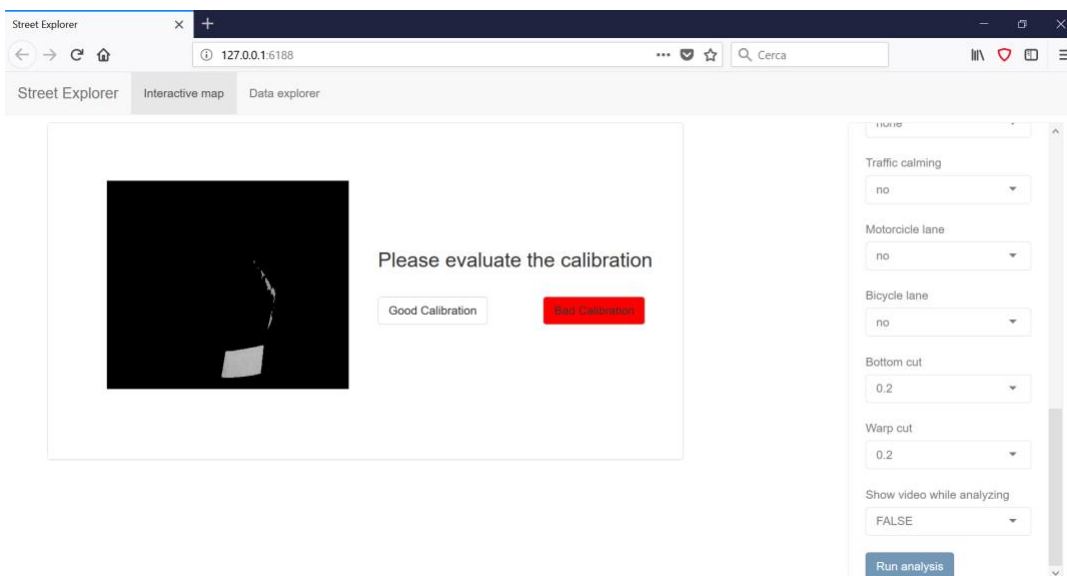 Street Explorer
127.0.0.1:6188
Cerca
Street Explorer Interactive map Data explorer
Please evaluate the calibration
Good Calibration Bad Calibration
none
Traffic calming
no
Motorcicle lane
no
Bicycle lane
no
Bottom cut
0.2
Warp cut
0.2
Show video while analyzing
FALSE
Run analysis